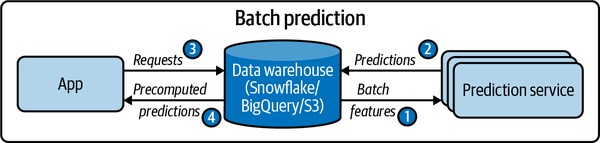 Batch prediction
Requests 3
App
Precomputed
predictions 4
Data warehouse
(Snowflake/
BigQuery/S3)
Predictions 2
Batch
features 1
Prediction service